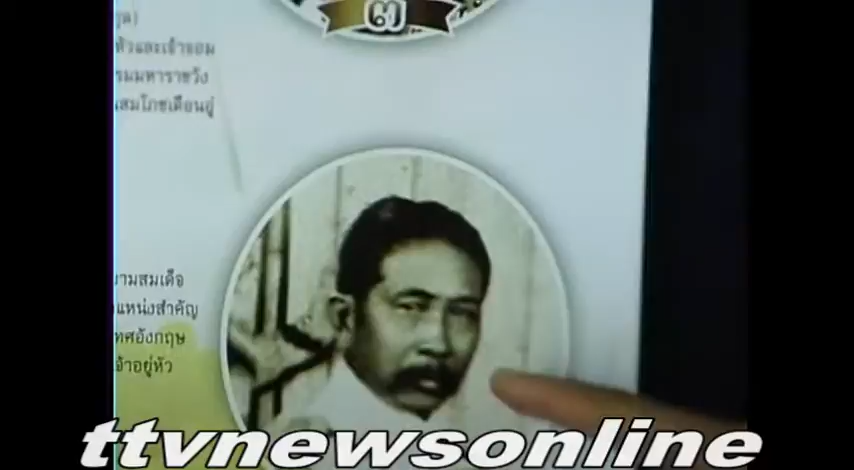 ๓
หัวและเจ้าจอม
รมมหาราชวัง
สมโภชเดือนอู่
นามสมเด็จ
แหน่งสำคัญ
ทศอังกฤษ
จ้าอยู่หัว
ttvnewsonline